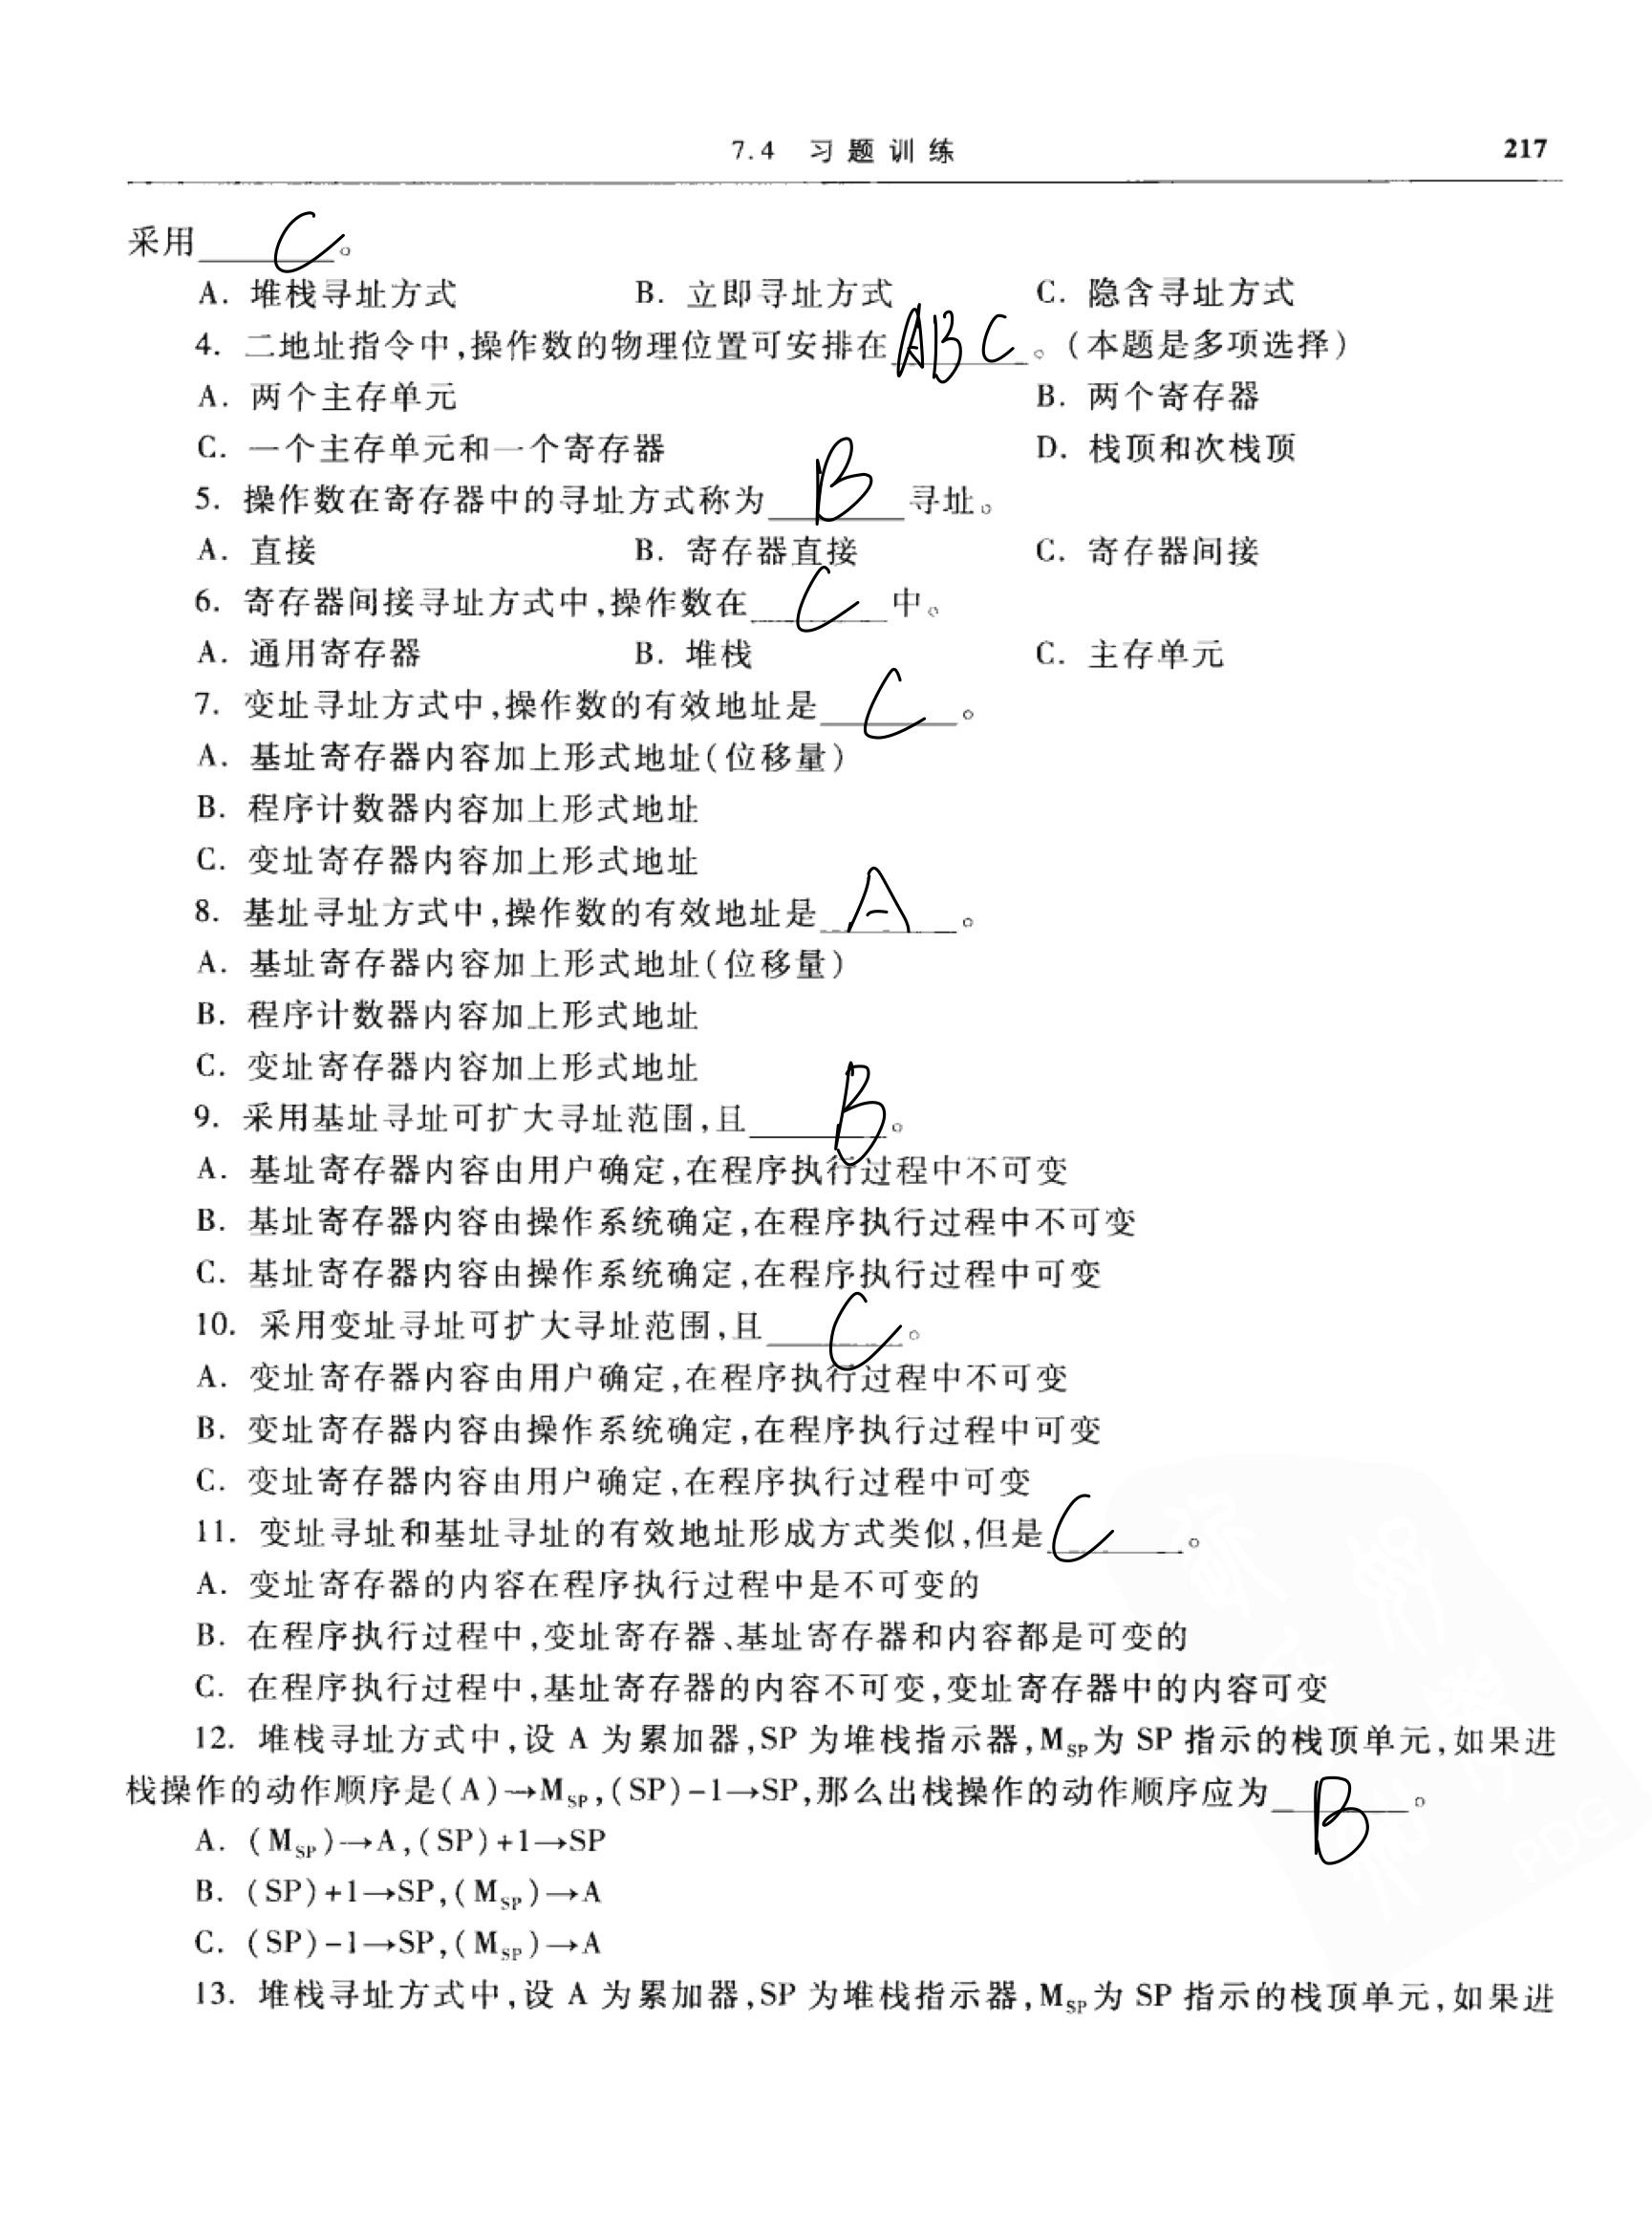 7.4 习题训练 217
采用 C 。
A. 堆栈寻址方式 B. 立即寻址方式 C. 隐含寻址方式
4. 二地址指令中,操作数的物理位置可安排在 ABC 。(本题是多项选择)
A. 两个主存单元 B. 两个寄存器
C. 一个主存单元和一个寄存器 D. 栈顶和次栈顶
5. 操作数在寄存器中的寻址方式称为 B 寻址。
A. 直接 B. 寄存器直接 C. 寄存器间接
6. 寄存器间接寻址方式中,操作数在 C 中。
A. 通用寄存器 B. 堆栈 C. 主存单元
7. 变址寻址方式中,操作数的有效地址是 C 。
A. 基址寄存器内容加上形式地址(位移量)
B. 程序计数器内容加上形式地址
C. 变址寄存器内容加上形式地址
8. 基址寻址方式中,操作数的有效地址是 A 。
A. 基址寄存器内容加上形式地址(位移量)
B. 程序计数器内容加上形式地址
C. 变址寄存器内容加上形式地址
9. 采用基址寻址可扩大寻址范围,且 B 。
A. 基址寄存器内容由用户确定,在程序执行过程中不可变
B. 基址寄存器内容由操作系统确定,在程序执行过程中不可变
C. 基址寄存器内容由操作系统确定,在程序执行过程中可变
10. 采用变址寻址可扩大寻址范围,且 C 。
A. 变址寄存器内容由用户确定,在程序执行过程中不可变
B. 变址寄存器内容由操作系统确定,在程序执行过程中可变
C. 变址寄存器内容由用户确定,在程序执行过程中可变
11. 变址寻址和基址寻址的有效地址形成方式类似,但是 C 。
A. 变址寄存器的内容在程序执行过程中是不可变的
B. 在程序执行过程中,变址寄存器、基址寄存器和内容都是可变的
C. 在程序执行过程中,基址寄存器的内容不可变,变址寄存器中的内容可变
12. 堆栈寻址方式中,设 A 为累加器,SP 为堆栈指示器,M_SP为 SP 指示的栈顶单元,如果进
栈操作的动作顺序是(A)→M_SP,(SP)-1→SP,那么出栈操作的动作顺序应为 B 。
A. (M_SP)→A,(SP)+1→SP
B. (SP)+1→SP,(M_SP)→A
C. (SP)-1→SP,(M_SP)→A
13. 堆栈寻址方式中,设 A 为累加器,SP 为堆栈指示器,M_SP为 SP 指示的栈顶单元,如果进
PDG